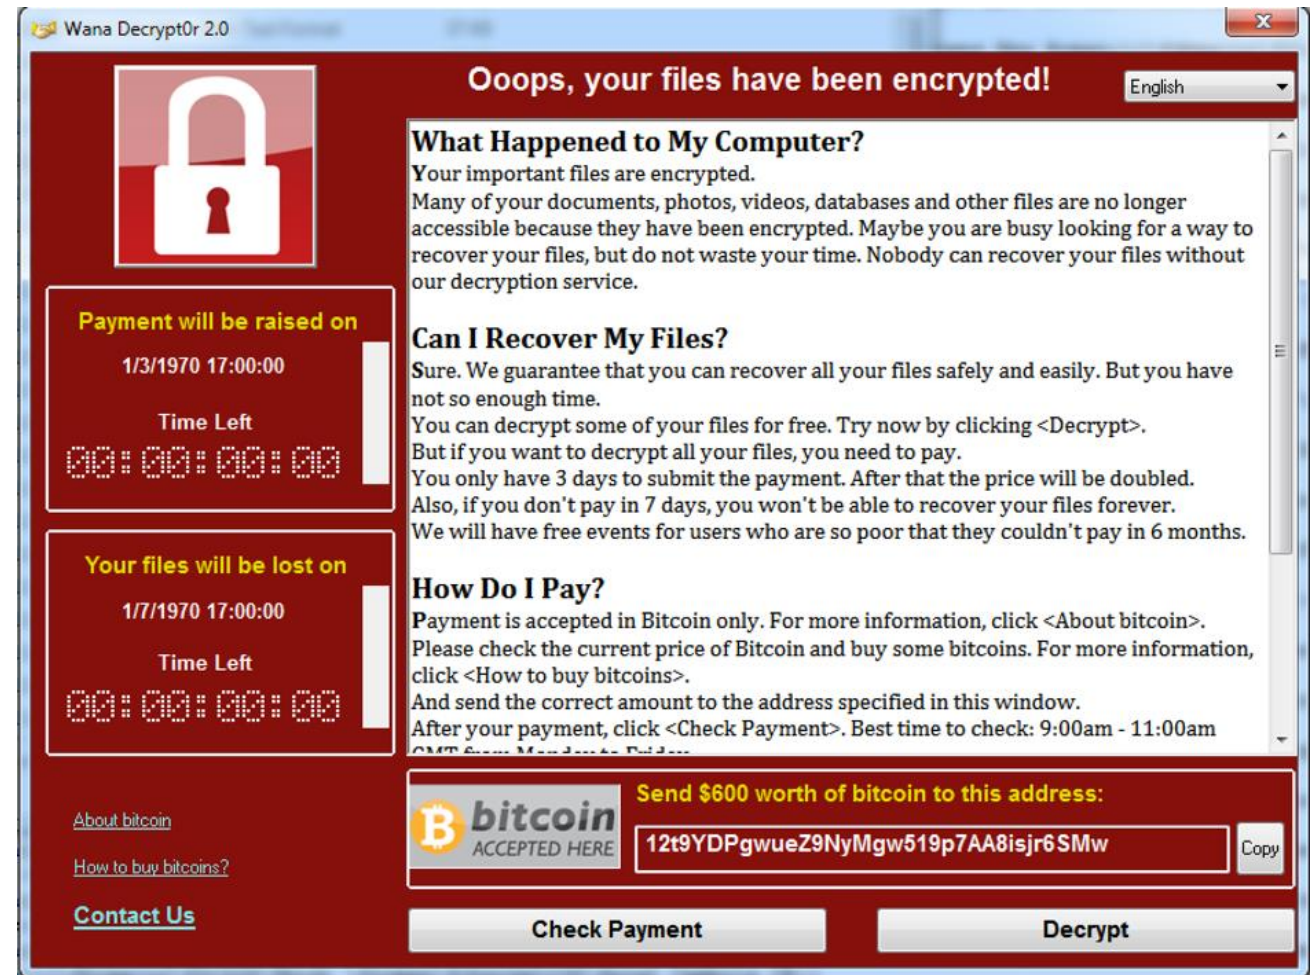 Wana Decrypt0r 2.0
Ooops, your files have been encrypted!
English
Payment will be raised on
1/3/1970 17:00:00
Time Left
00:00:00:00
Your files will be lost on
1/7/1970 17:00:00
Time Left
00:00:00:00
About bitcoin
How to buy bitcoins?
Contact Us
What Happened to My Computer?
Your important files are encrypted.
Many of your documents, photos, videos, databases and other files are no longer
accessible because they have been encrypted. Maybe you are busy looking for a way to
recover your files, but do not waste your time. Nobody can recover your files without
our decryption service.
Can I Recover My Files?
Sure. We guarantee that you can recover all your files safely and easily. But you have
not so enough time.
You can decrypt some of your files for free. Try now by clicking <Decrypt>.
But if you want to decrypt all your files, you need to pay.
You only have 3 days to submit the payment. After that the price will be doubled.
Also, if you don't pay in 7 days, you won't be able to recover your files forever.
We will have free events for users who are so poor that they couldn't pay in 6 months.
How Do I Pay?
Payment is accepted in Bitcoin only. For more information, click <About bitcoin>.
Please check the current price of Bitcoin and buy some bitcoins. For more information,
click <How to buy bitcoins>.
And send the correct amount to the address specified in this window.
After your payment, click <Check Payment>. Best time to check: 9:00am - 11:00am
GMT from Monday to Friday
bitcoin
ACCEPTED HERE
Send $600 worth of bitcoin to this address:
12t9YDPgwueZ9NyMgw519p7AA8isjr6SMw
Copy
Check Payment
Decrypt